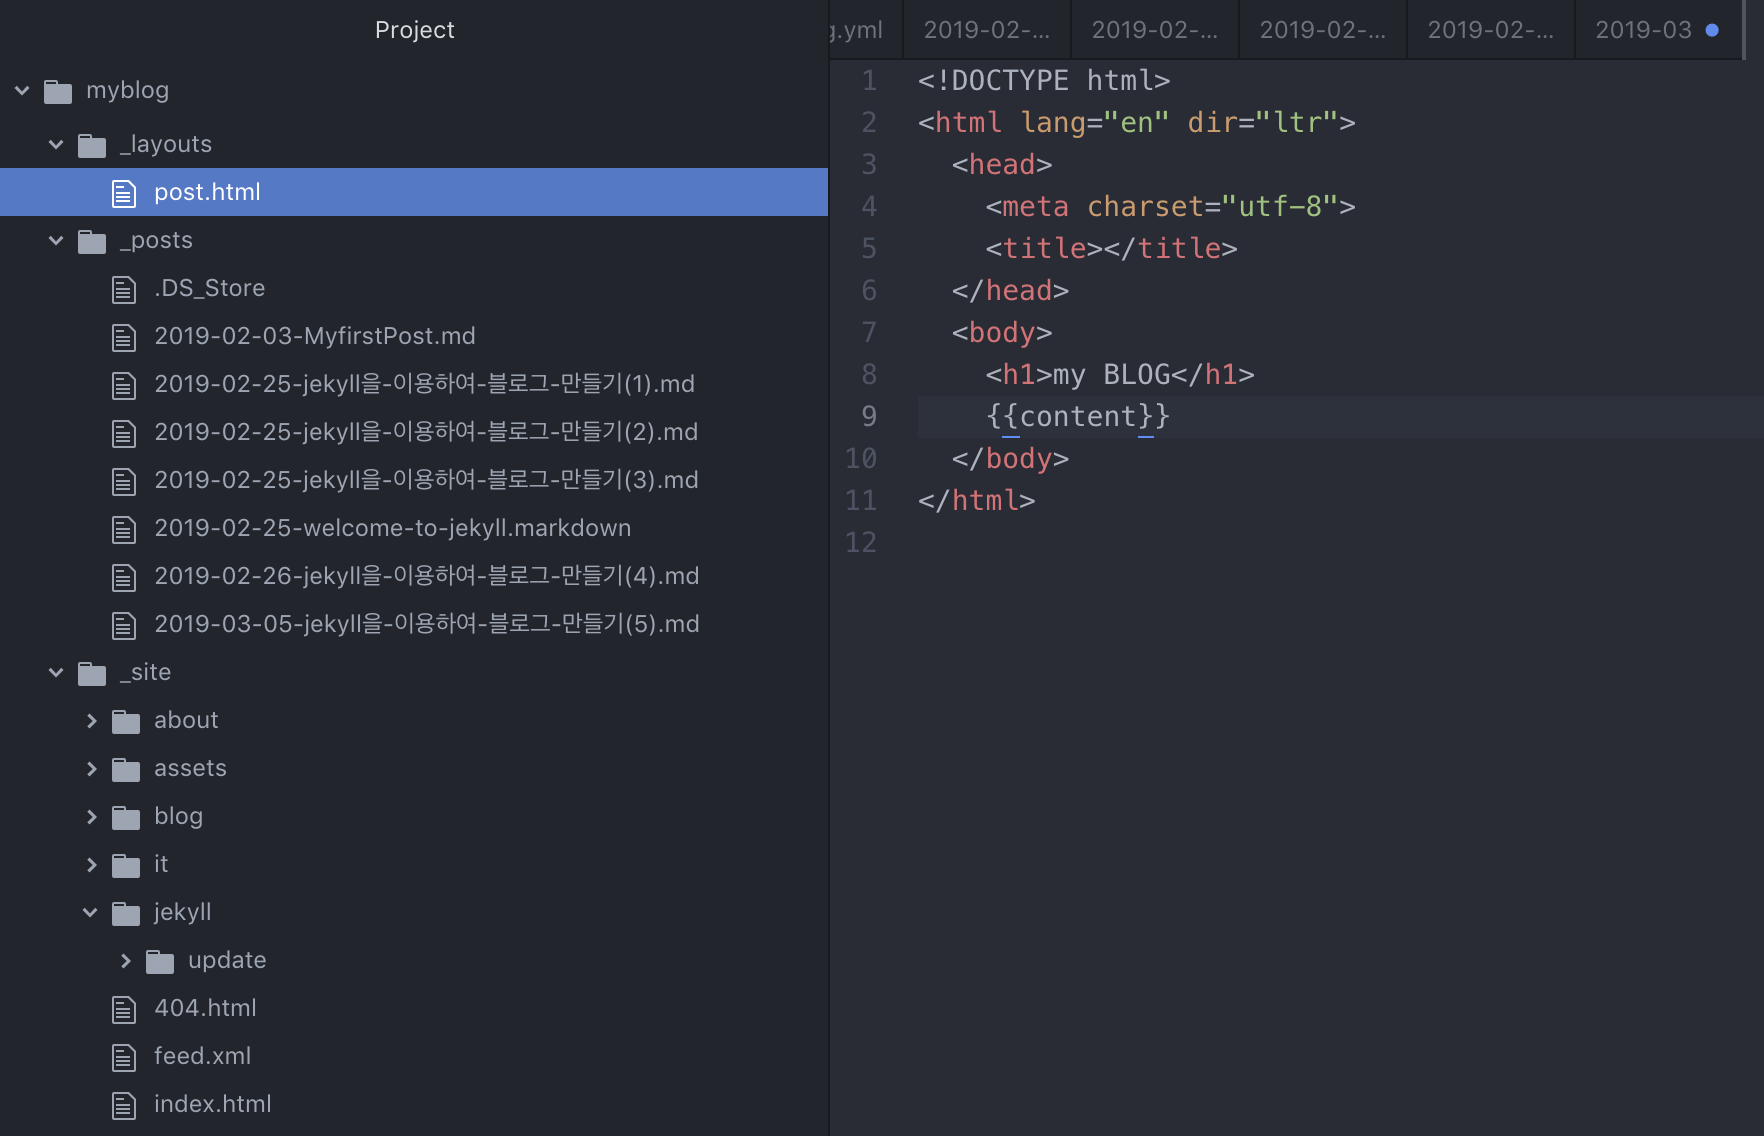 Project
myblog
_layouts
post.html
_posts
.DS_Store
2019-02-03-MyfirstPost.md
2019-02-25-jekyll을-이용하여-블로그-만들기(1).md
2019-02-25-jekyll을-이용하여-블로그-만들기(2).md
2019-02-25-jekyll을-이용하여-블로그-만들기(3).md
2019-02-25-welcome-to-jekyll.markdown
2019-02-26-jekyll을-이용하여-블로그-만들기(4).md
2019-03-05-jekyll을-이용하여-블로그-만들기(5).md
_site
about
assets
blog
it
jekyll
update
404.html
feed.xml
index.html
g.yml 2019-02-... 2019-02-... 2019-02-... 2019-02-... 2019-03
1 <!DOCTYPE html>
2 <html lang="en" dir="ltr">
3 <head>
4 <meta charset="utf-8">
5 <title></title>
6 </head>
7 <body>
8 <h1>my BLOG</h1>
9 {{content}}
10 </body>
11 </html>
12